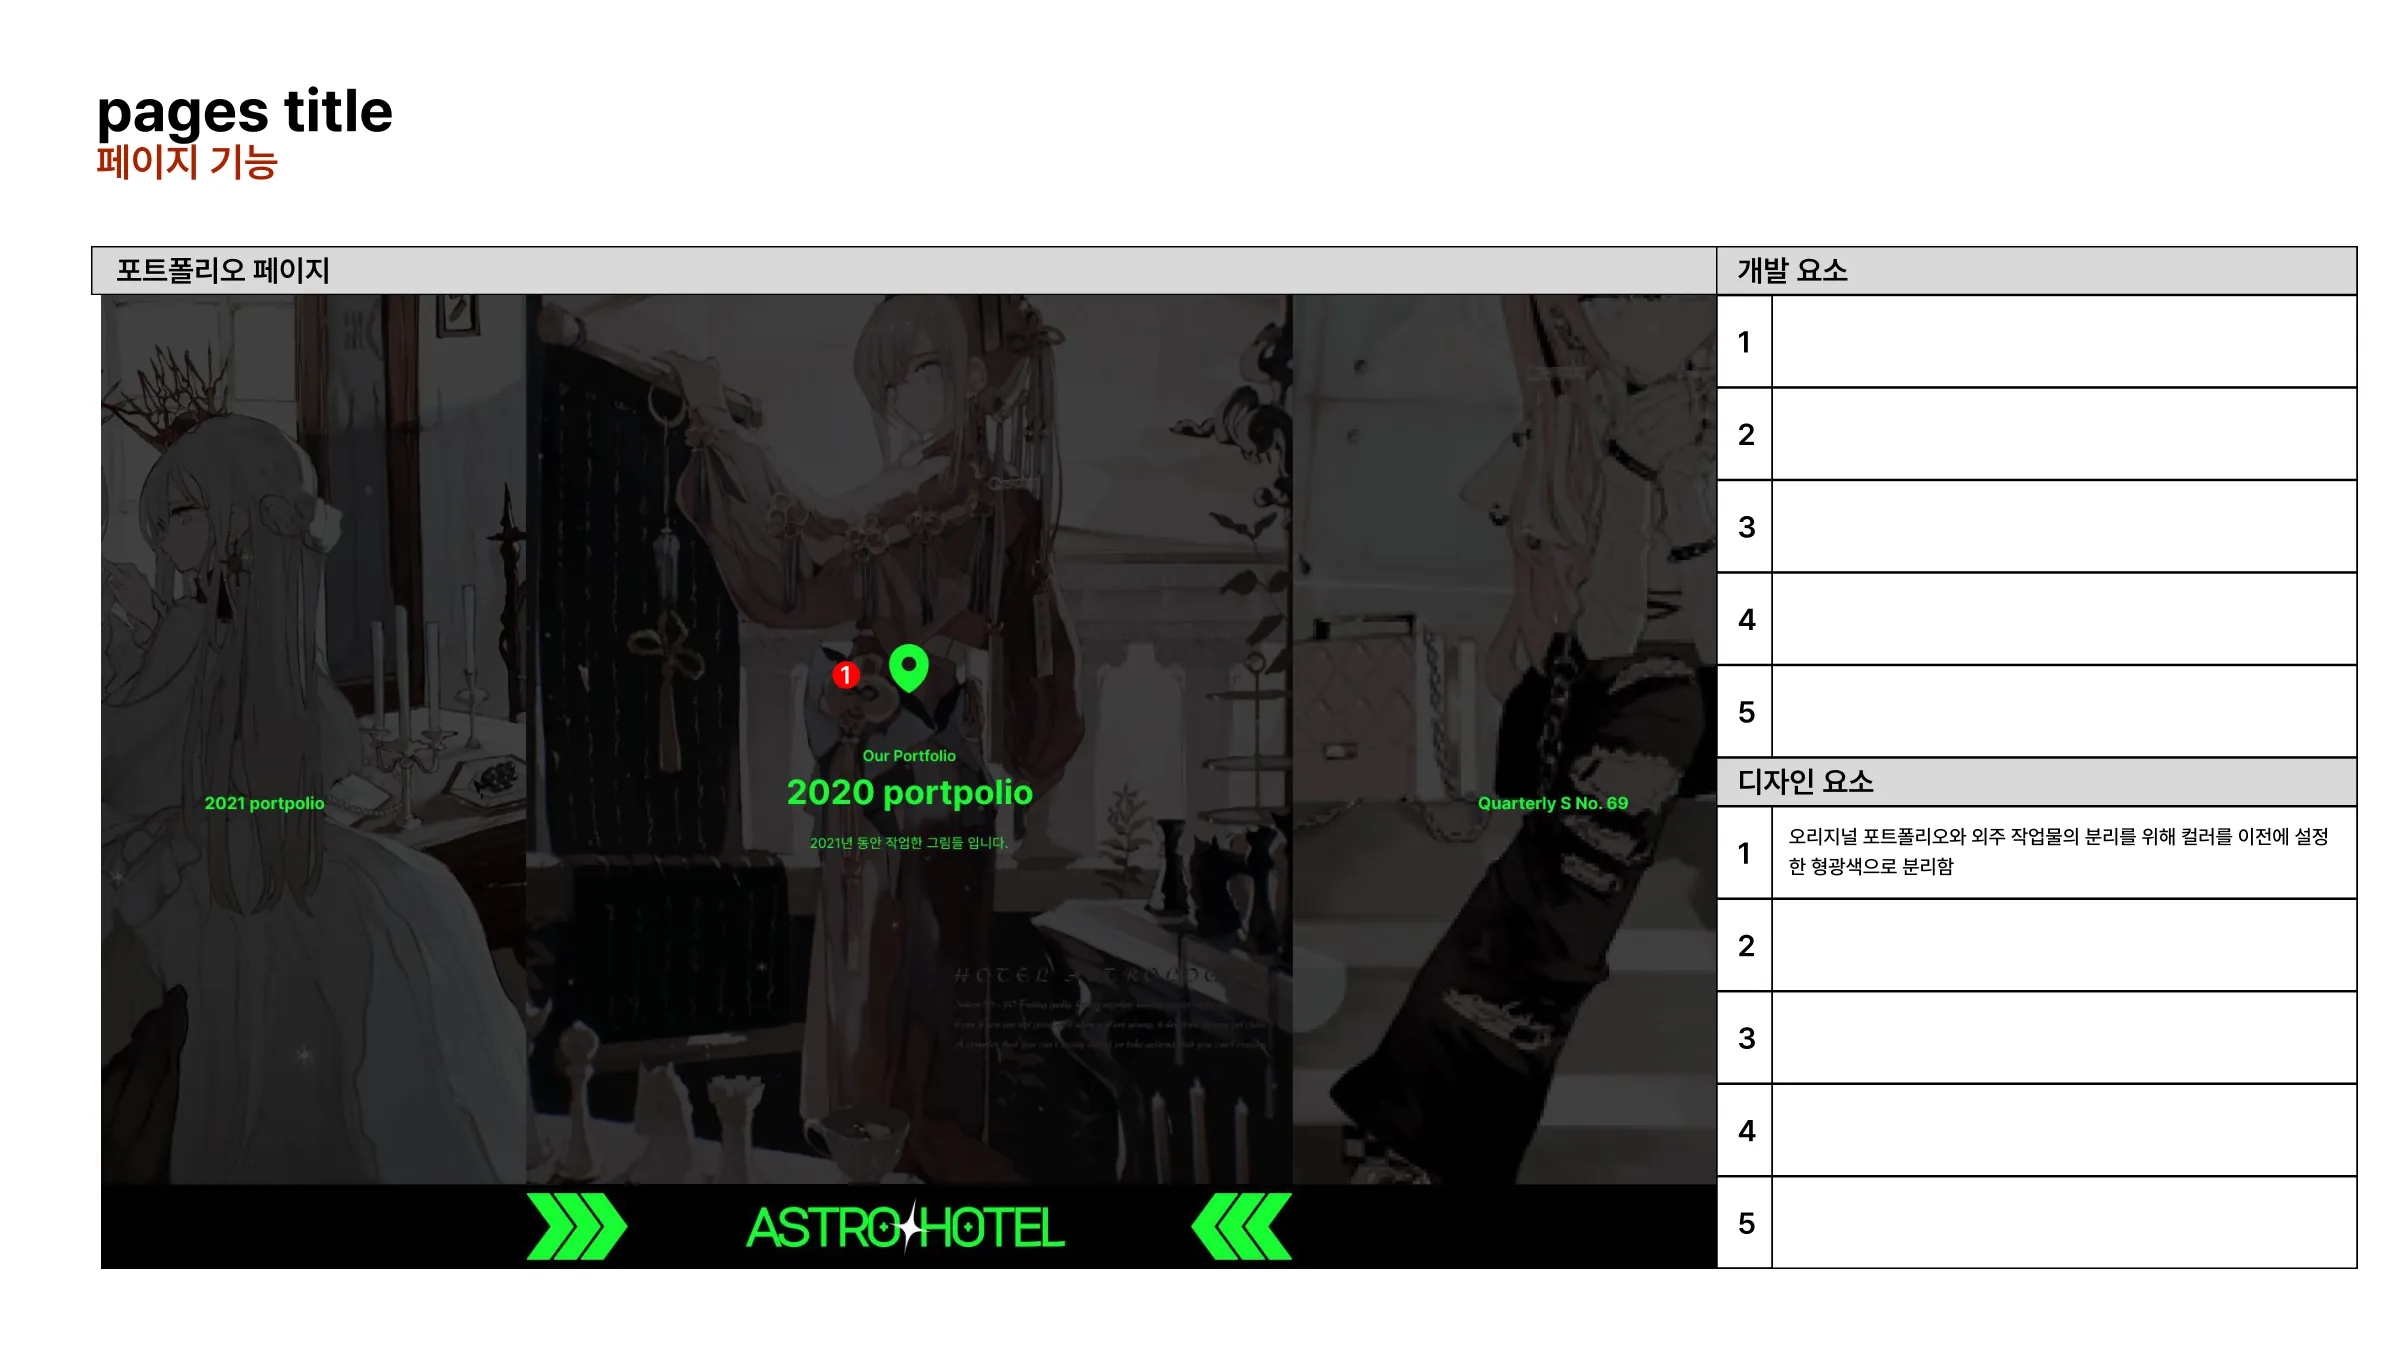 pages title
페이지 기능
포트폴리오 페이지
개발 요소
1
2
3
4
5
디자인 요소
1
오리지널 포트폴리오와 외주 작업물의 분리를 위해 컬러를 이전에 설정
한 형광색으로 분리함
2
3
4
5
1
Our Portfolio
2021 portpolio
2020 portpolio
Quarterly S No. 69
2021년 동안 작업한 그림들 입니다.
ASTRO HOTEL